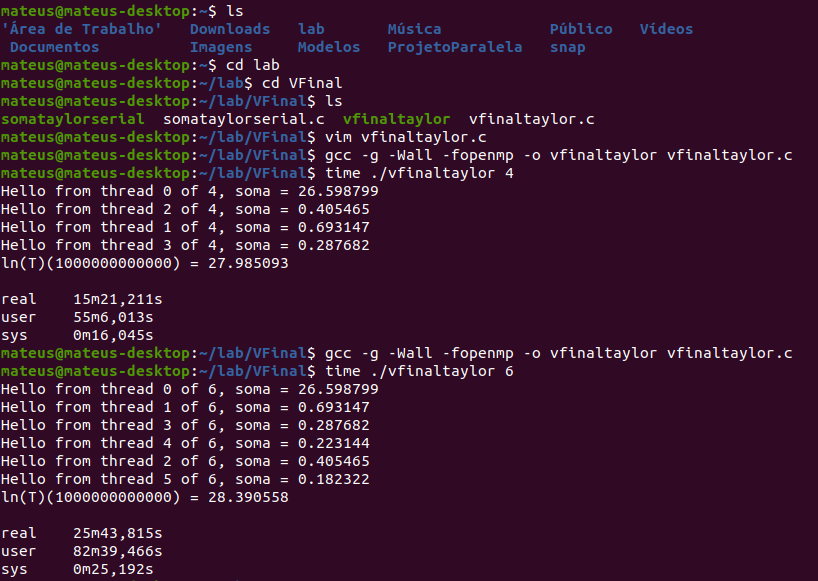 mateus@mateus-desktop:~$ ls
'Área de Trabalho'   Downloads   lab       Música            Público   Vídeos
 Documentos          Imagens     Modelos   ProjetoParalela   snap
mateus@mateus-desktop:~$ cd lab
mateus@mateus-desktop:~/lab$ cd VFinal
mateus@mateus-desktop:~/lab/VFinal$ ls
somataylorserial  somataylorserial.c  vfinaltaylor  vfinaltaylor.c
mateus@mateus-desktop:~/lab/VFinal$ vim vfinaltaylor.c
mateus@mateus-desktop:~/lab/VFinal$ gcc -g -Wall -fopenmp -o vfinaltaylor vfinaltaylor.c
mateus@mateus-desktop:~/lab/VFinal$ time ./vfinaltaylor 4
Hello from thread 0 of 4, soma = 26.598799
Hello from thread 2 of 4, soma = 0.405465
Hello from thread 1 of 4, soma = 0.693147
Hello from thread 3 of 4, soma = 0.287682
ln(T)(1000000000000) = 27.985093
real    15m21,211s
user    55m6,013s
sys     0m16,045s
mateus@mateus-desktop:~/lab/VFinal$ gcc -g -Wall -fopenmp -o vfinaltaylor vfinaltaylor.c
mateus@mateus-desktop:~/lab/VFinal$ time ./vfinaltaylor 6
Hello from thread 0 of 6, soma = 26.598799
Hello from thread 1 of 6, soma = 0.693147
Hello from thread 3 of 6, soma = 0.287682
Hello from thread 4 of 6, soma = 0.223144
Hello from thread 2 of 6, soma = 0.405465
Hello from thread 5 of 6, soma = 0.182322
ln(T)(1000000000000) = 28.390558
real    25m43,815s
user    82m39,466s
sys     0m25,192s